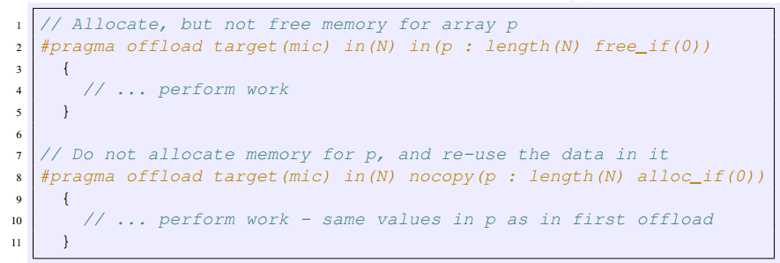 1 // Allocate, but not free memory for array p
2 #pragma offload target(mic) in(N) in(p : length(N) free_if(0))
3 {
4 // ... perform work
5 }
6
7 // Do not allocate memory for p, and re-use the data in it
8 #pragma offload target(mic) in(N) nocopy(p : length(N) alloc_if(0))
9 {
10 // ... perform work - same values in p as in first offload
11 }